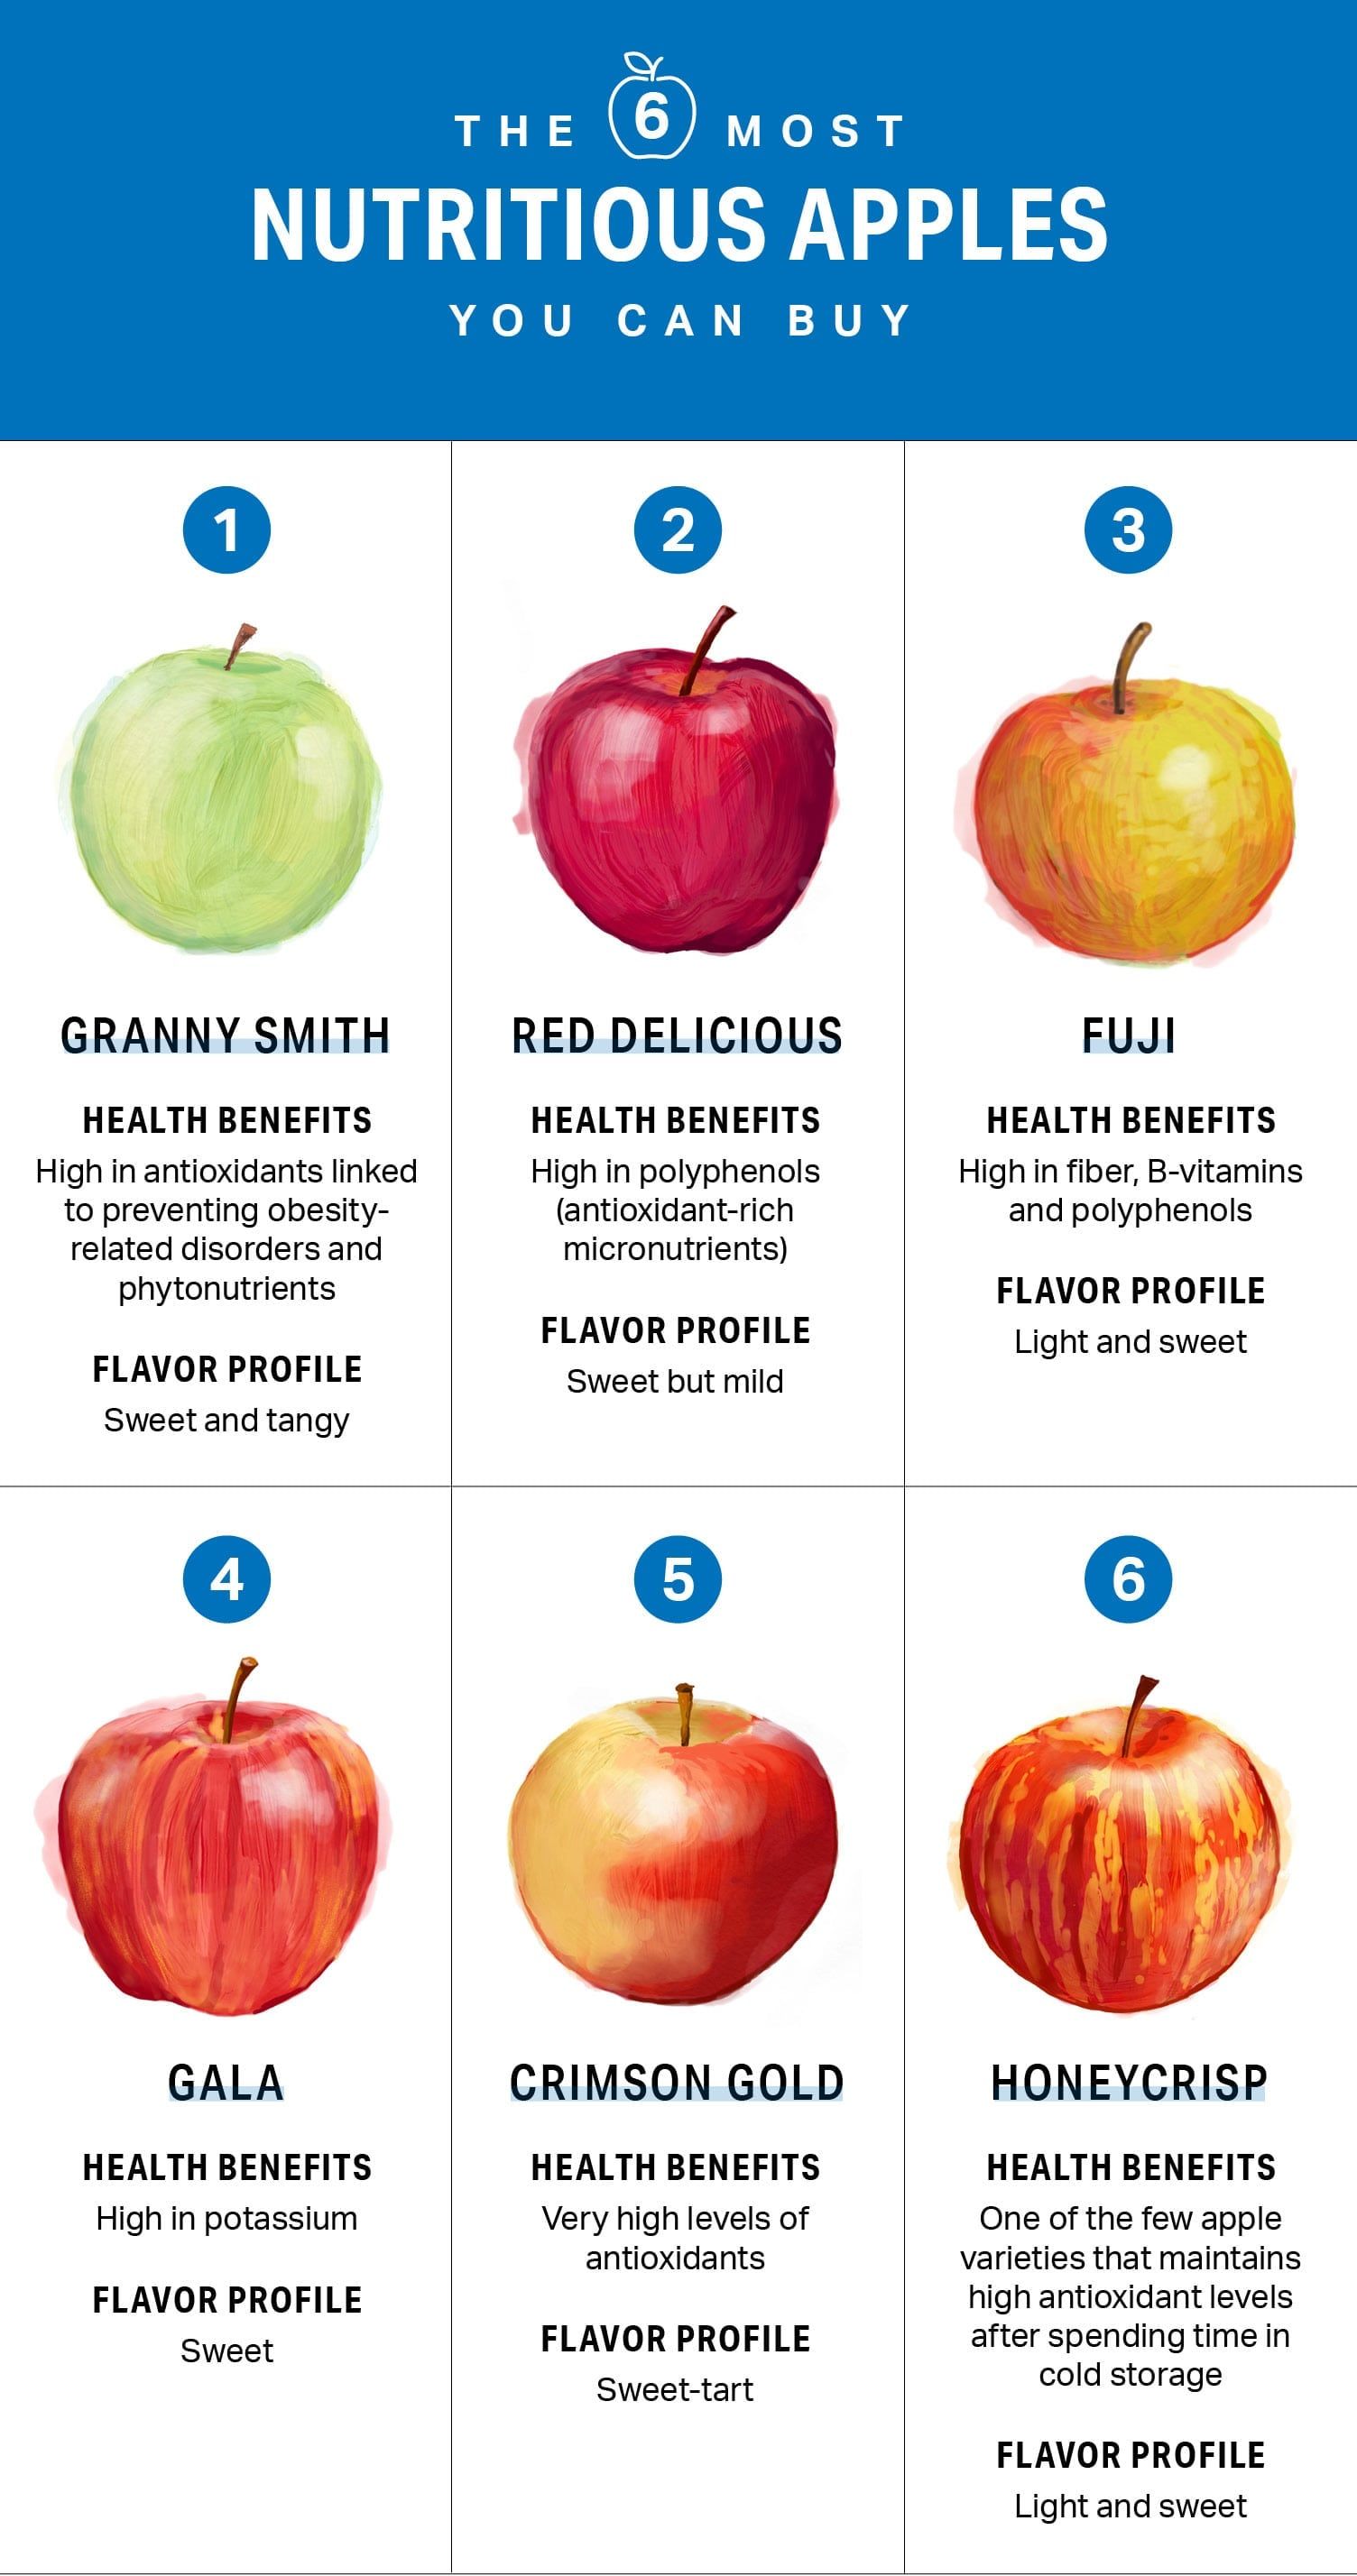 THE 6 MOST
NUTRITIOUS APPLES
YOU CAN BUY
1
GRANNY SMITH
HEALTH BENEFITS
High in antioxidants linked
to preventing obesity-
related disorders and
phytonutrients
FLAVOR PROFILE
Sweet and tangy
2
RED DELICIOUS
HEALTH BENEFITS
High in polyphenols
(antioxidant-rich
micronutrients)
FLAVOR PROFILE
Sweet but mild
3
FUJI
HEALTH BENEFITS
High in fiber, B-vitamins
and polyphenols
FLAVOR PROFILE
Light and sweet
4
GALA
HEALTH BENEFITS
High in potassium
FLAVOR PROFILE
Sweet
5
CRIMSON GOLD
HEALTH BENEFITS
Very high levels of
antioxidants
FLAVOR PROFILE
Sweet-tart
6
HONEYCRISP
HEALTH BENEFITS
One of the few apple
varieties that maintains
high antioxidant levels
after spending time in
cold storage
FLAVOR PROFILE
Light and sweet